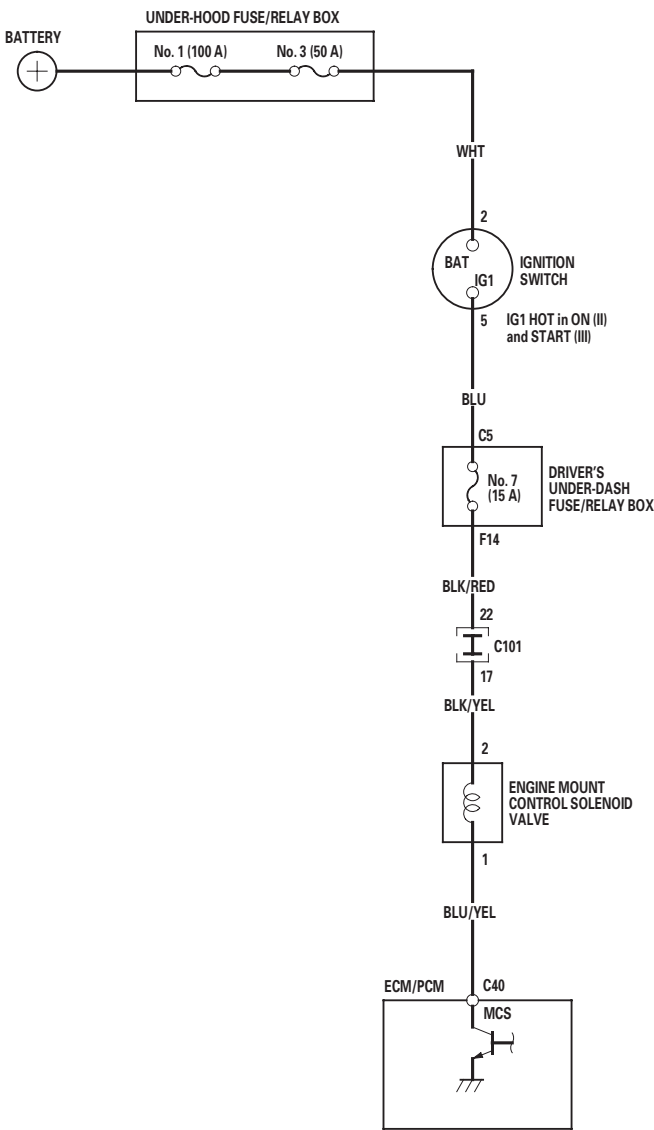 UNDER-HOOD FUSE/RELAY BOX
BATTERY
No. 1 (100 A)
No. 3 (50 A)
WHT
2
BAT
IG1
IGNITION
SWITCH
5
IG1 HOT in ON (II)
and START (III)
BLU
C5
No. 7
(15 A)
DRIVER'S
UNDER-DASH
FUSE/RELAY BOX
F14
BLK/RED
22
C101
17
BLK/YEL
2
ENGINE MOUNT
CONTROL SOLENOID
VALVE
1
BLU/YEL
ECM/PCM
C40
MCS